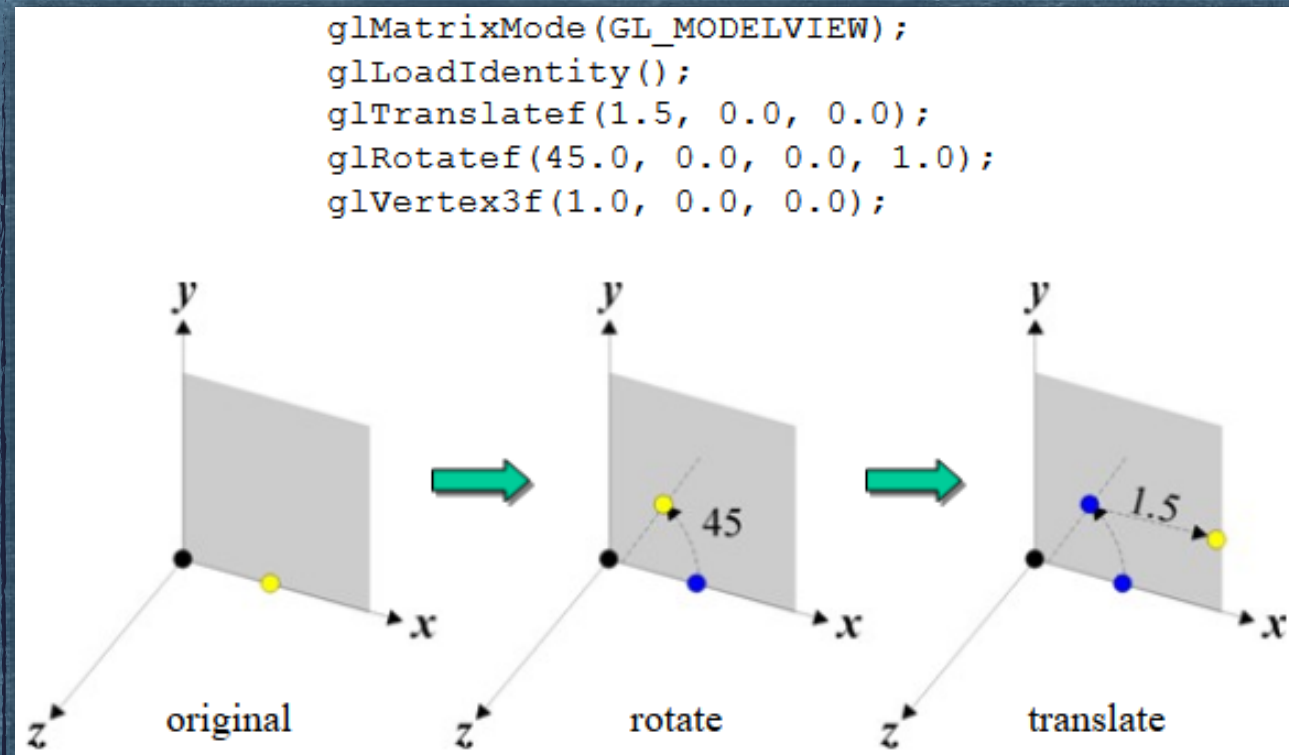 glMatrixMode(GL_MODELVIEW);
glLoadIdentity();
glTranslatef(1.5, 0.0, 0.0);
glRotatef(45.0, 0.0, 0.0, 1.0);
glVertex3f(1.0, 0.0, 0.0);
y
x
z
original
y
45
x
z
rotate
y
1.5
x
z
translate